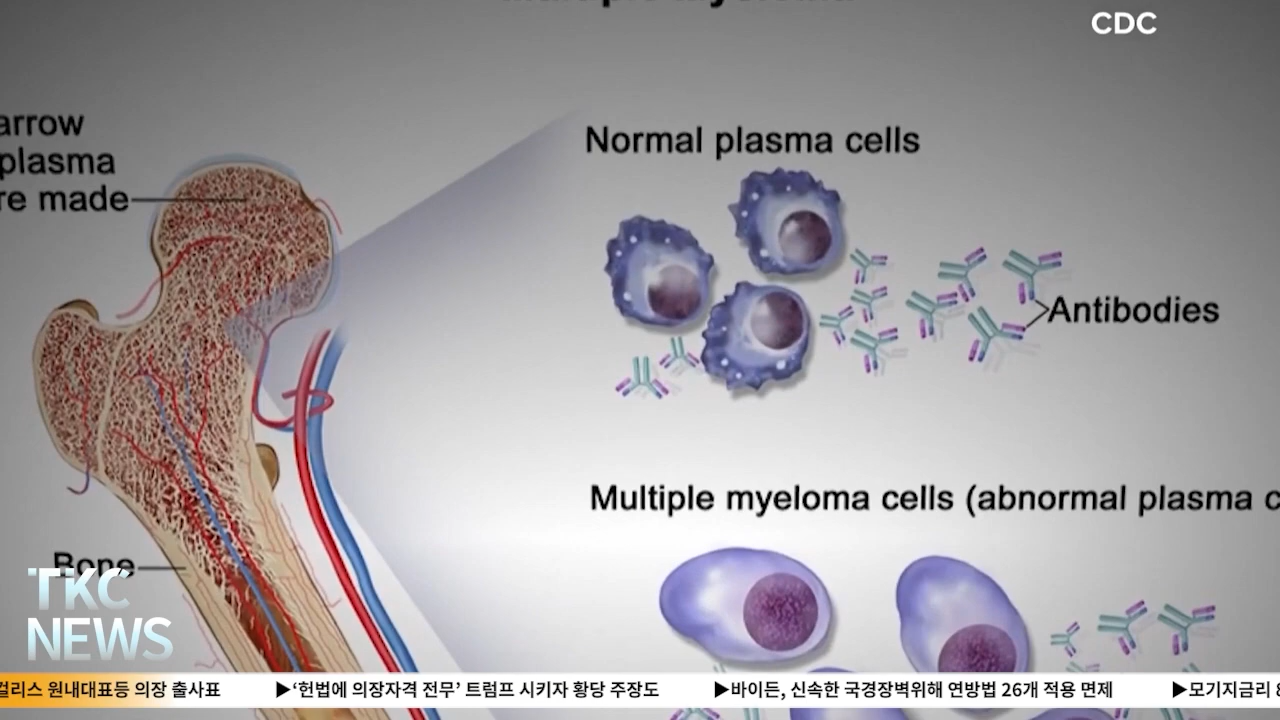 CDC
arrow
plasma
re made
Normal plasma cells
Antibodies
Multiple myeloma cells (abnormal plasma c
Bone
TKC
NEWS
걸리스 원내대표등 의장 출사표 ▶‘헌법에 의장자격 전무’ 트럼프 시키자 황당 주장도 ▶바이든, 신속한 국경장벽위해 연방법 26개 적용 면제 ▶모기지금리 8